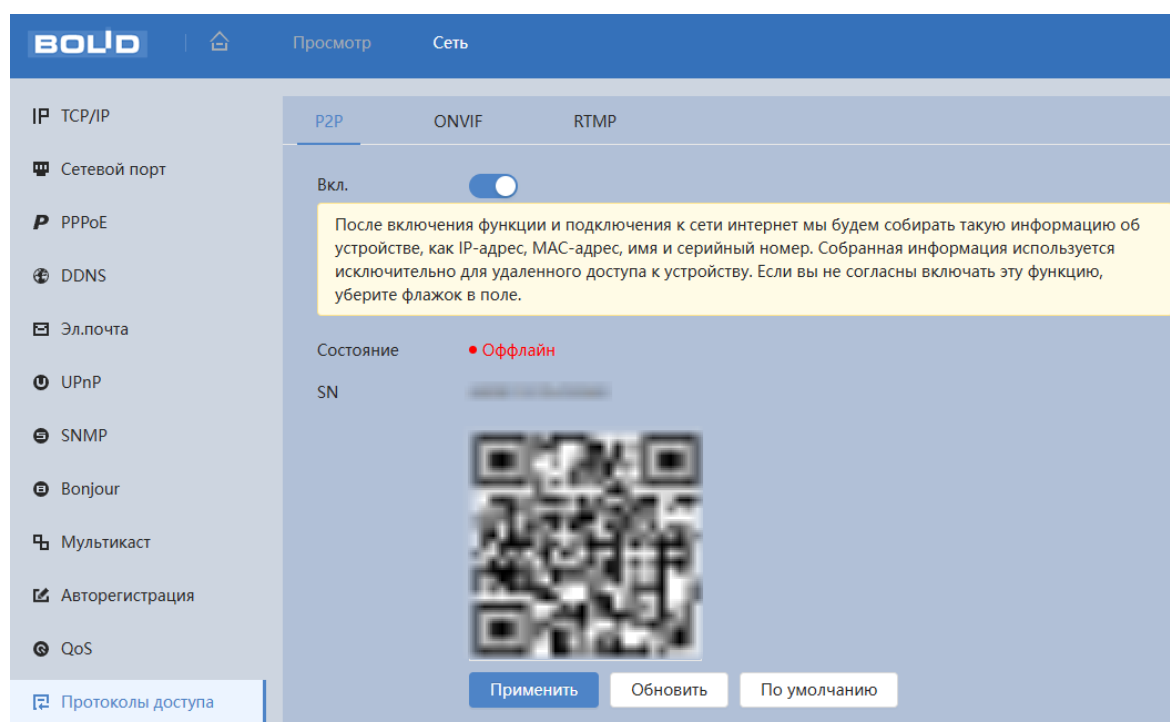 BOLID
Просмотр
Сеть
TCP/IP
Сетевой порт
PPPoE
DDNS
Эл.почта
UPnP
SNMP
Bonjour
Мультикаст
Авторегистрация
QoS
Протоколы доступа
P2P
ONVIF
RTMP
Вкл.
После включения функции и подключения к сети интернет мы будем собирать такую информацию об
устройстве, как IP-адрес, MAC-адрес, имя и серийный номер. Собранная информация используется
исключительно для удаленного доступа к устройству. Если вы не согласны включать эту функцию,
уберите флажок в поле.
Состояние
Оффлайн
SN
Применить
Обновить
По умолчанию